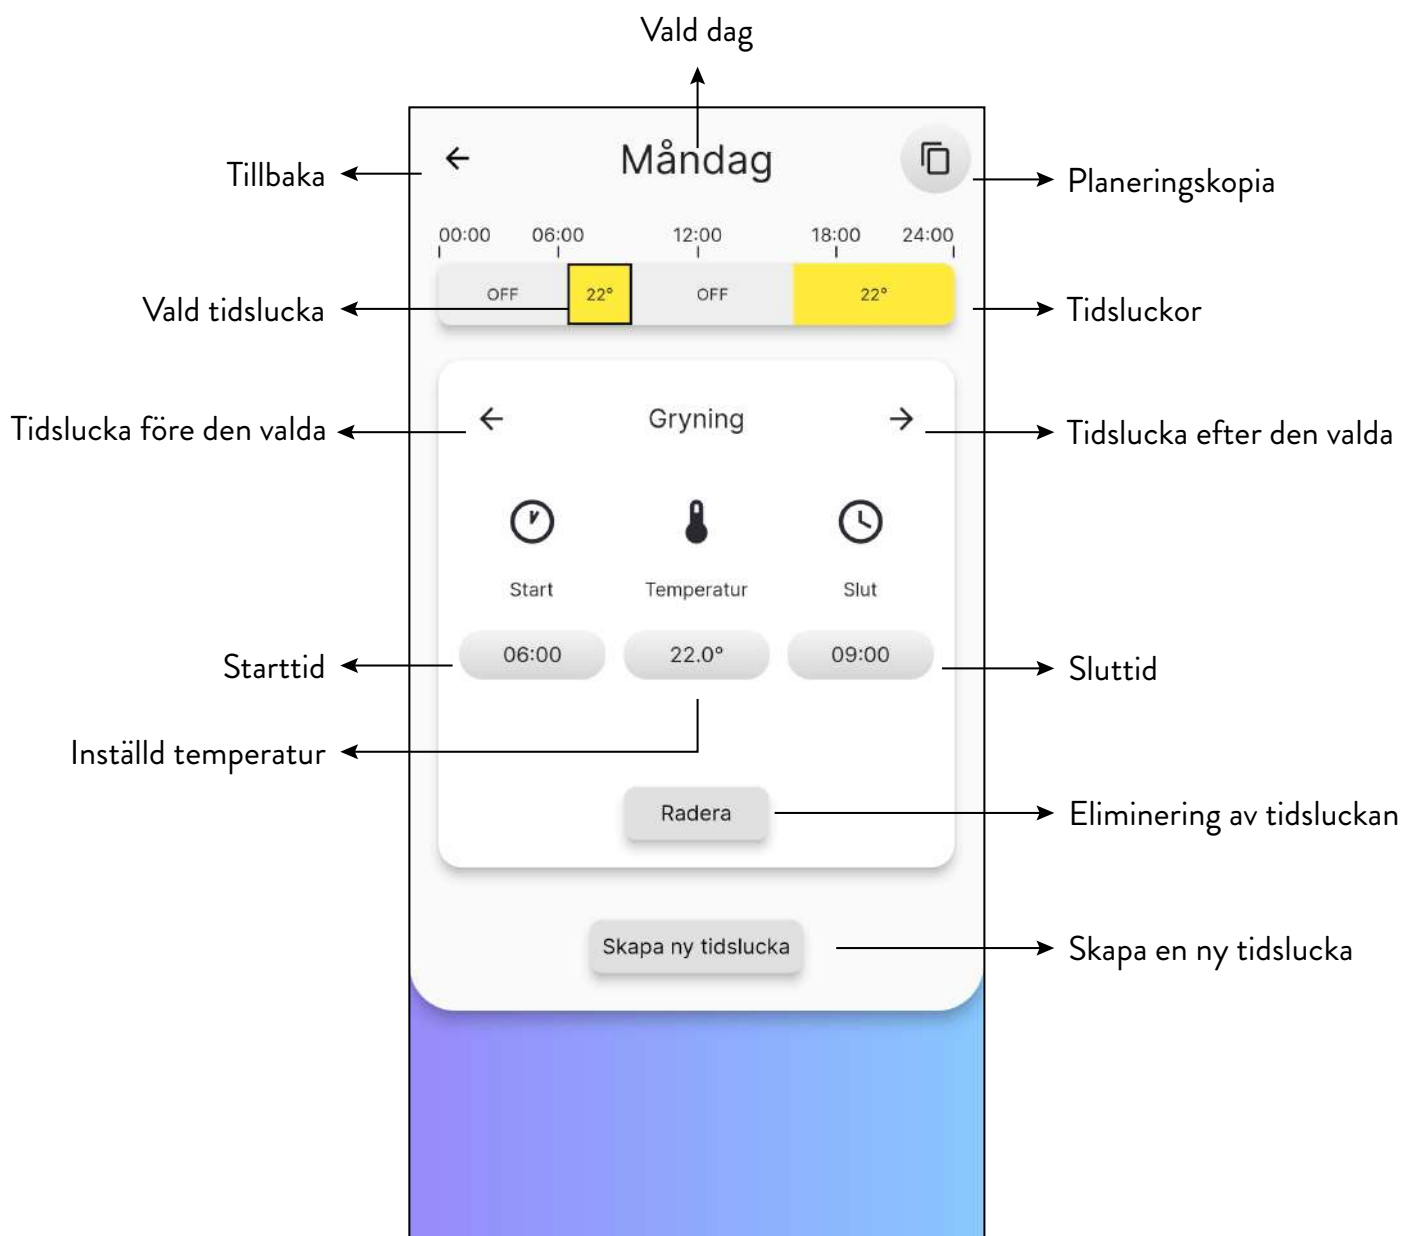 Vald dag
Måndag
Tillbaka
Planeringskopia
00:00 06:00 12:00 18:00 24:00
OFF 22° OFF 22°
Vald tidslucka
Tidsluckor
Tidslucka före den valda
Gryning
Tidslucka efter den valda
Start Temperatur Slut
06:00 22.0° 09:00
Starttid
Sluttid
Inställd temperatur
Radera
Eliminering av tidsluckan
Skapa ny tidslucka
Skapa en ny tidslucka